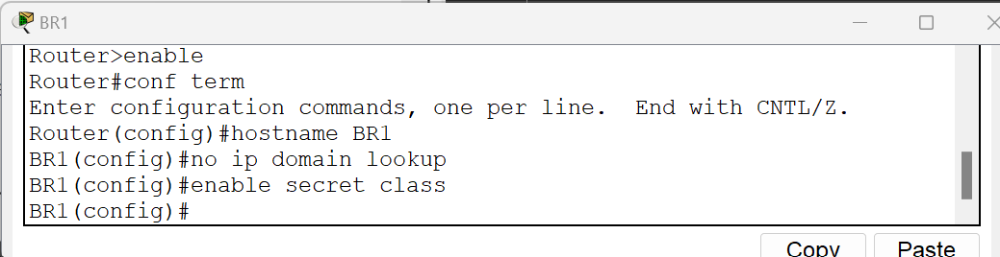 BR1
Router>enable
Router#conf term
Enter configuration commands, one per line.  End with CNTL/Z.
Router(config)#hostname BR1
BR1(config)#no ip domain lookup
BR1(config)#enable secret class
BR1(config)#
Copy
Paste